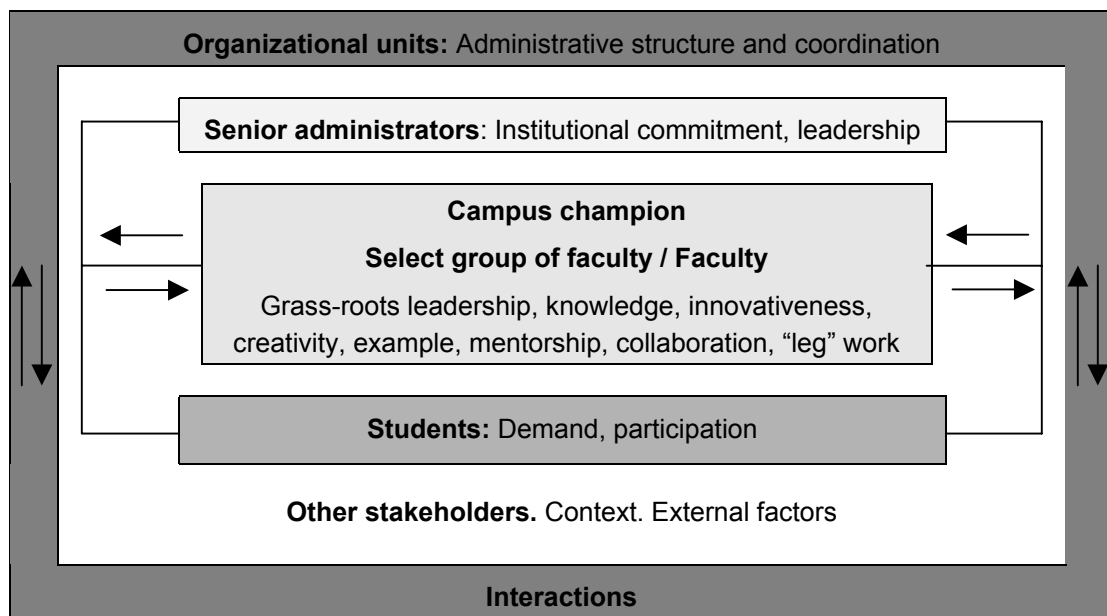 Organizational units: Administrative structure and coordination
Senior administrators: Institutional commitment, leadership
Campus champion
Select group of faculty / Faculty
Grass-roots leadership, knowledge, innovativeness,
creativity, example, mentorship, collaboration, “leg” work
Students: Demand, participation
Other stakeholders. Context. External factors
Interactions